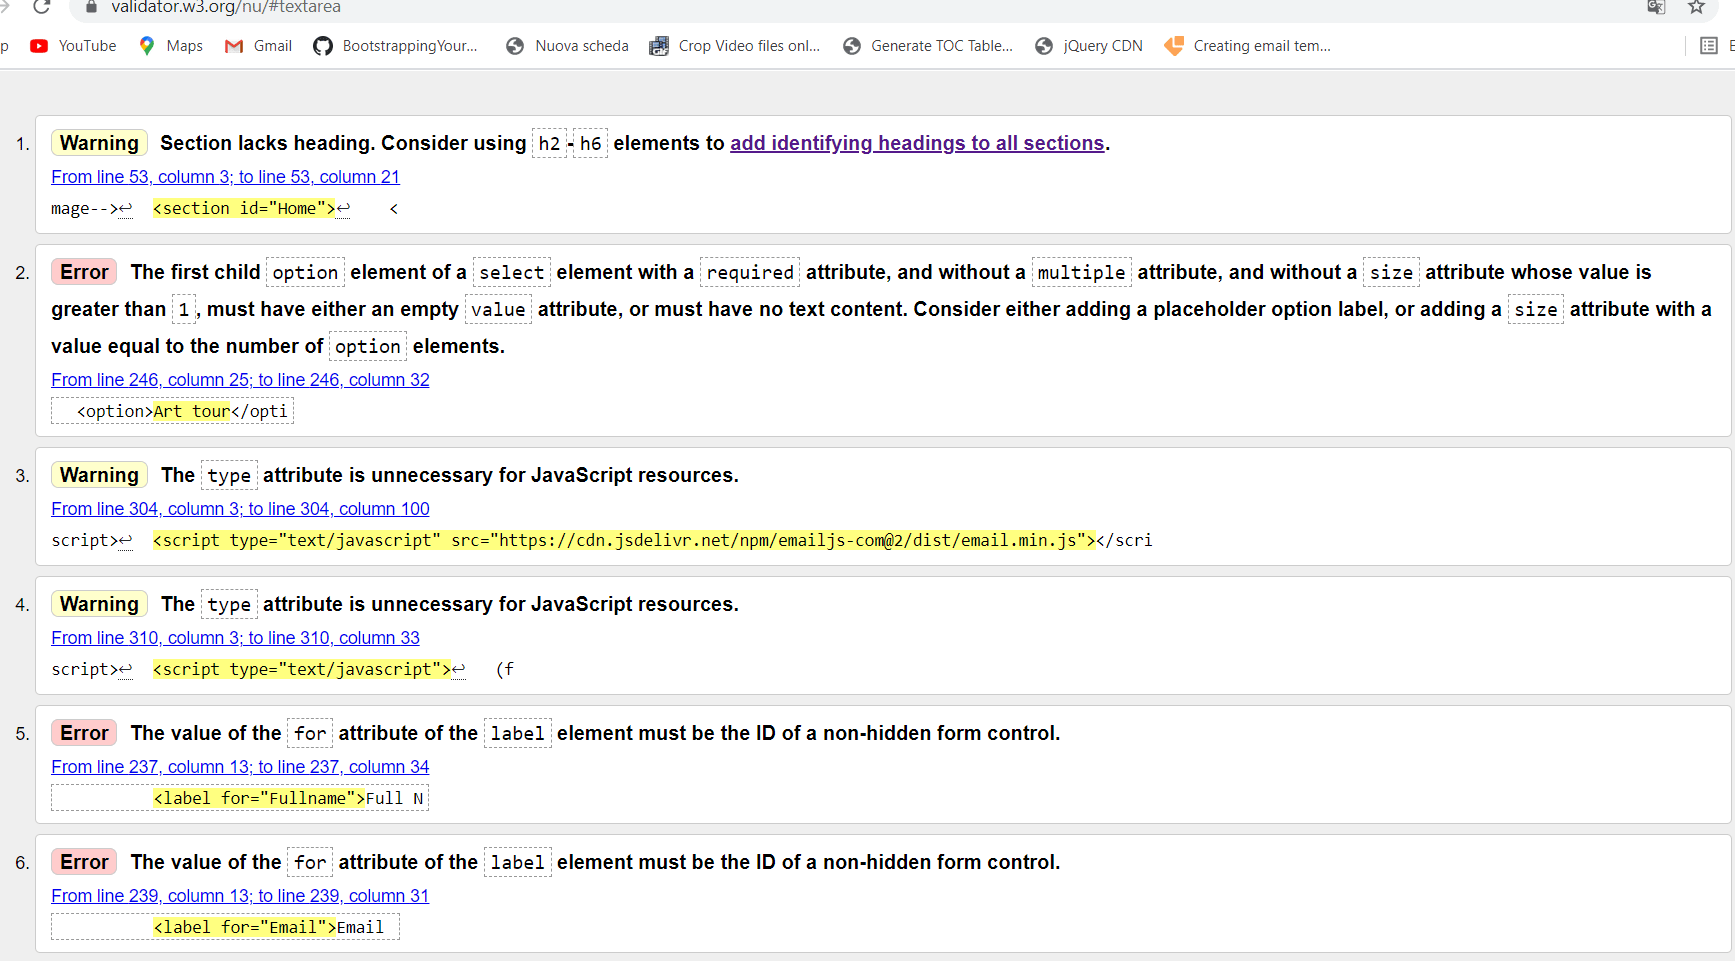 validator.w3.org/nu/#textarea
p YouTube Maps Gmail BootstrappingYour... Nuova scheda Crop Video files onl... Generate TOC Table... jQuery CDN Creating email tem... E
1. Warning Section lacks heading. Consider using h2-h6 elements to add identifying headings to all sections.
From line 53, column 3; to line 53, column 21
mage-->↩ <section id="Home">↩ <
2. Error The first child option element of a select element with a required attribute, and without a multiple attribute, and without a size attribute whose value is
greater than 1, must have either an empty value attribute, or must have no text content. Consider either adding a placeholder option label, or adding a size attribute with a
value equal to the number of option elements.
From line 246, column 25; to line 246, column 32
<option>Art tour</opti
3. Warning The type attribute is unnecessary for JavaScript resources.
From line 304, column 3; to line 304, column 100
script>↩ <script type="text/javascript" src="https://cdn.jsdelivr.net/npm/emailjs-com@2/dist/email.min.js"></scri
4. Warning The type attribute is unnecessary for JavaScript resources.
From line 310, column 3; to line 310, column 33
script>↩ <script type="text/javascript">↩ (f
5. Error The value of the for attribute of the label element must be the ID of a non-hidden form control.
From line 237, column 13; to line 237, column 34
<label for="Fullname">Full N
6. Error The value of the for attribute of the label element must be the ID of a non-hidden form control.
From line 239, column 13; to line 239, column 31
<label for="Email">Email